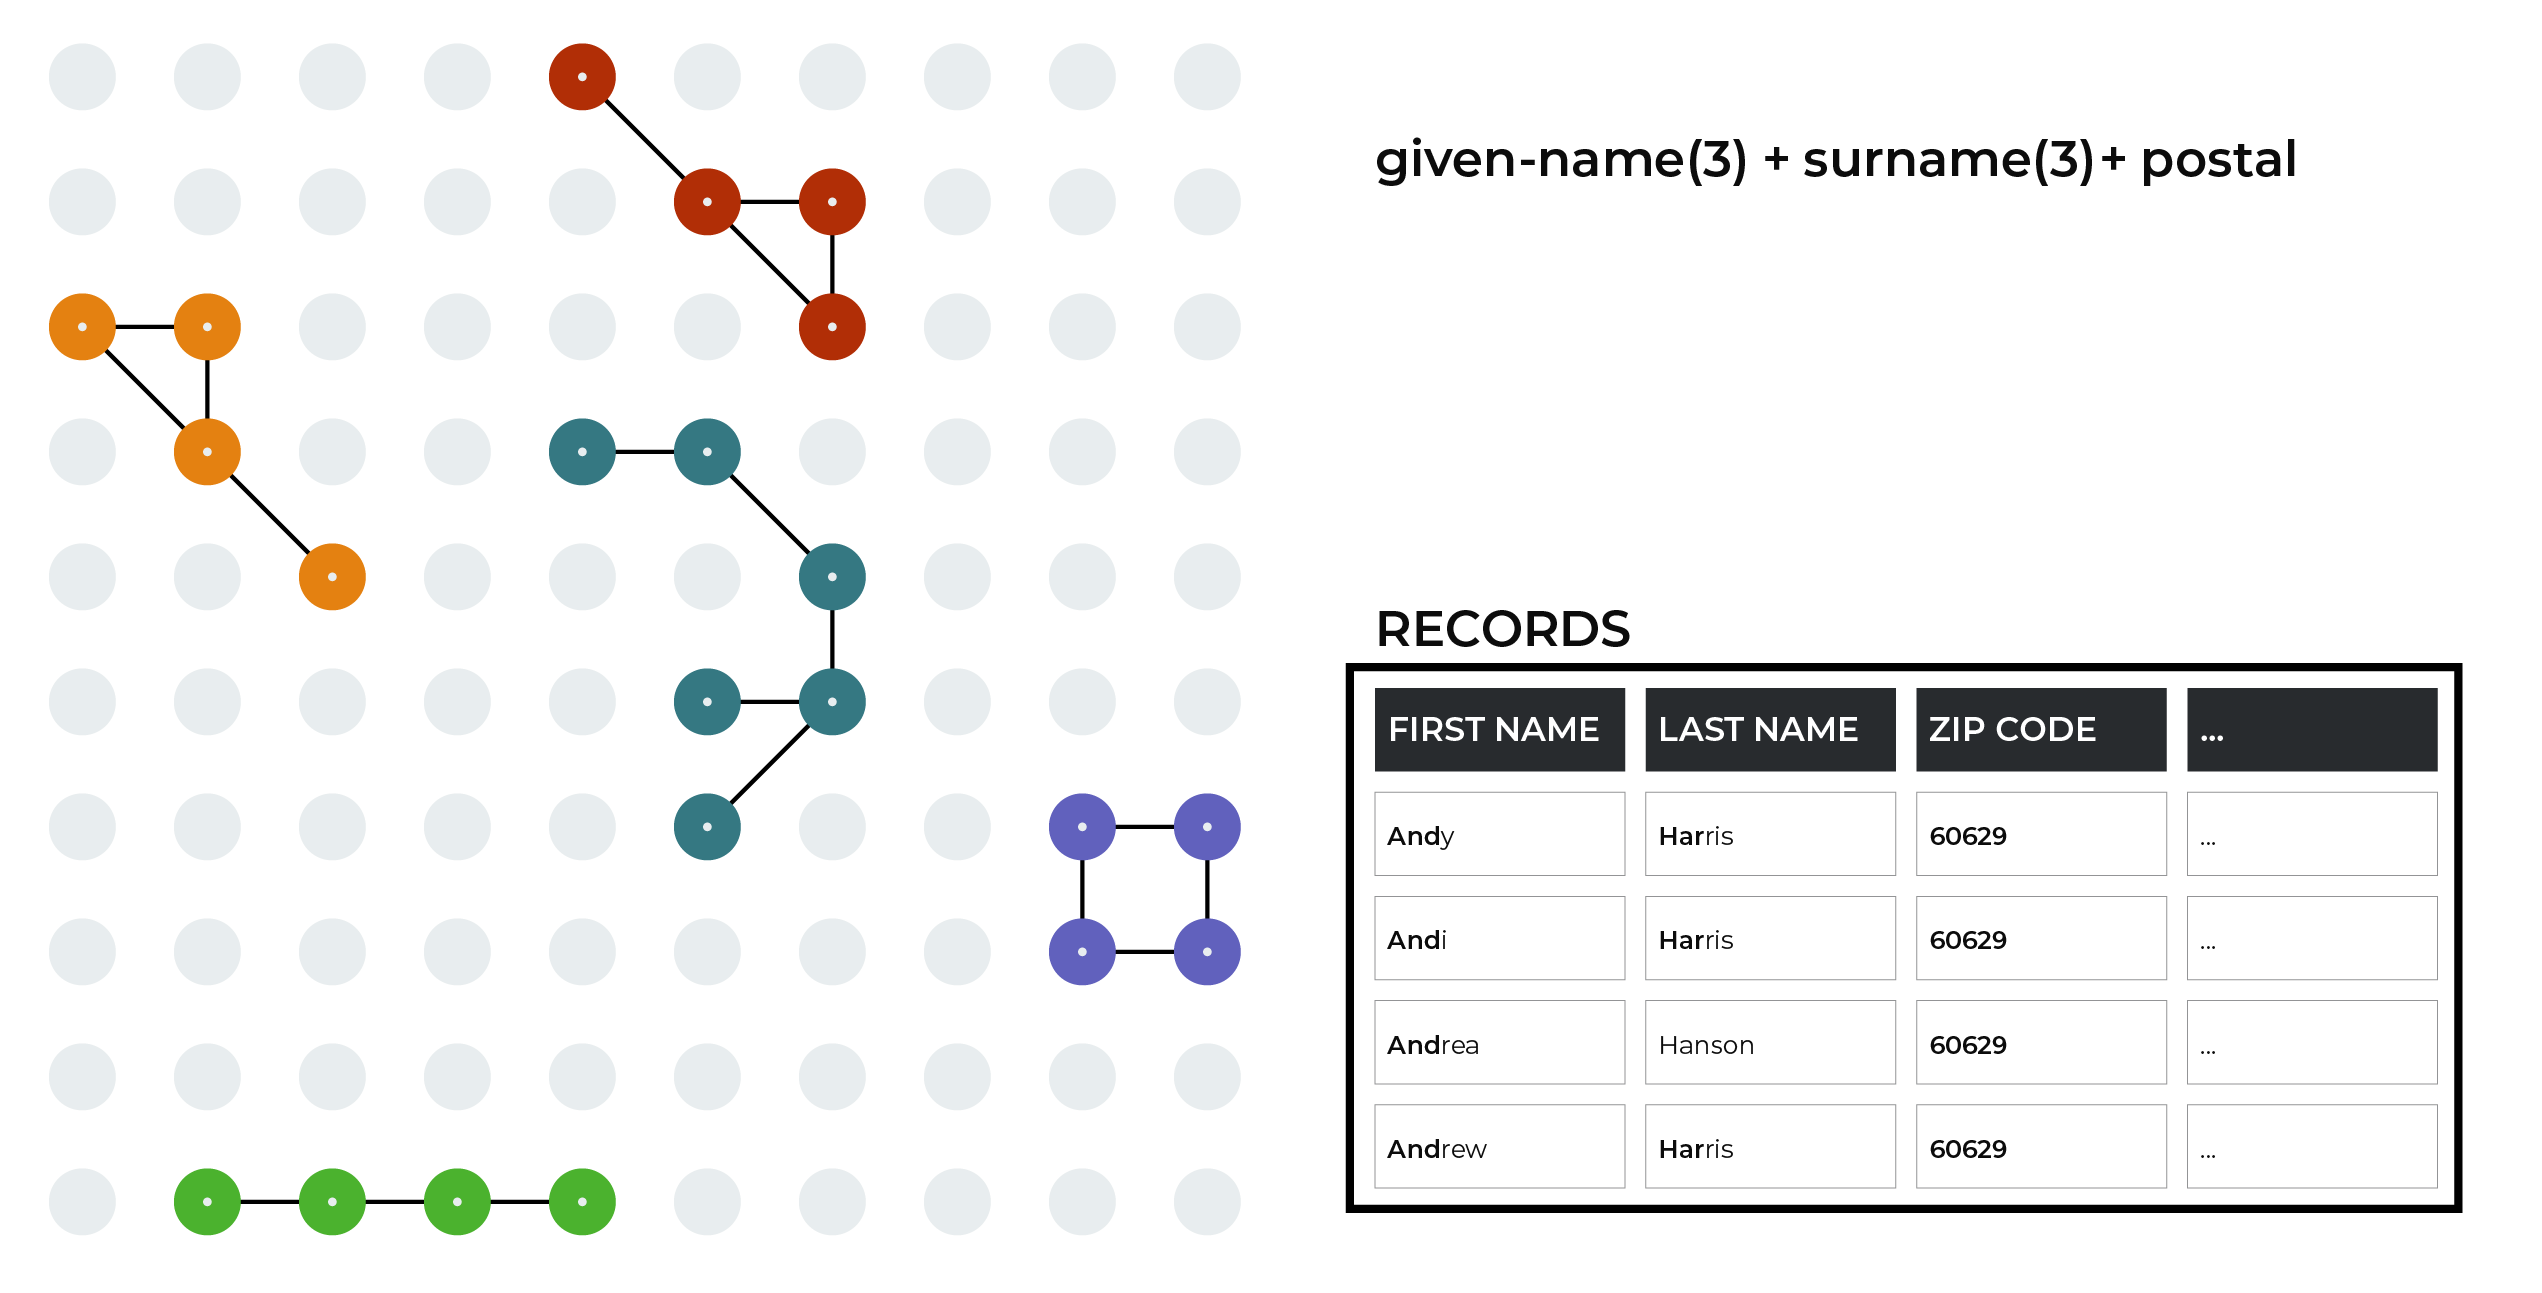 given-name(3) + surname(3)+ postal
RECORDS
FIRST NAME LAST NAME ZIP CODE ...
Andy Harris 60629 ...
Andi Harris 60629 ...
Andrea Hanson 60629 ...
Andrew Harris 60629 ...